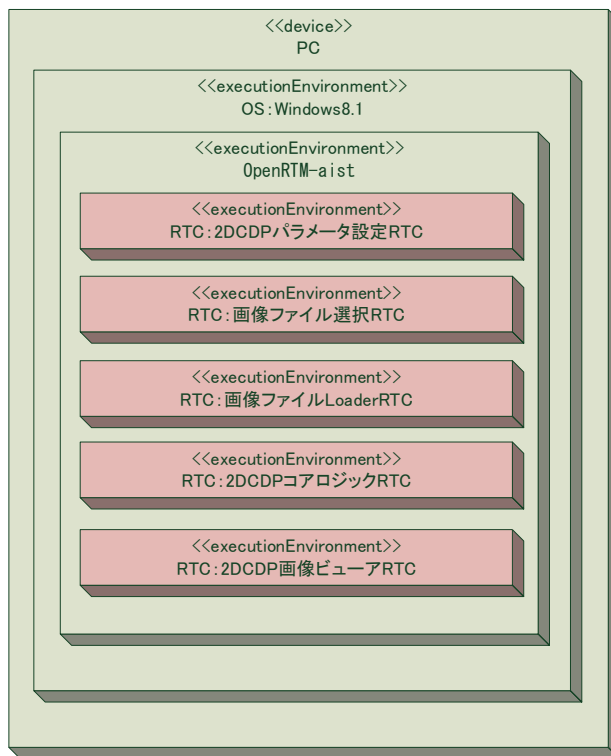 <<device>>
PC
<<executionEnvironment>>
OS:Windows8.1
<<executionEnvironment>>
OpenRTM-aist
<<executionEnvironment>>
RTC:2DCDPパラメータ設定RTC
<<executionEnvironment>>
RTC:画像ファイル選択RTC
<<executionEnvironment>>
RTC:画像ファイルLoaderRTC
<<executionEnvironment>>
RTC:2DCDPコアロジックRTC
<<executionEnvironment>>
RTC:2DCDP画像ビューアRTC